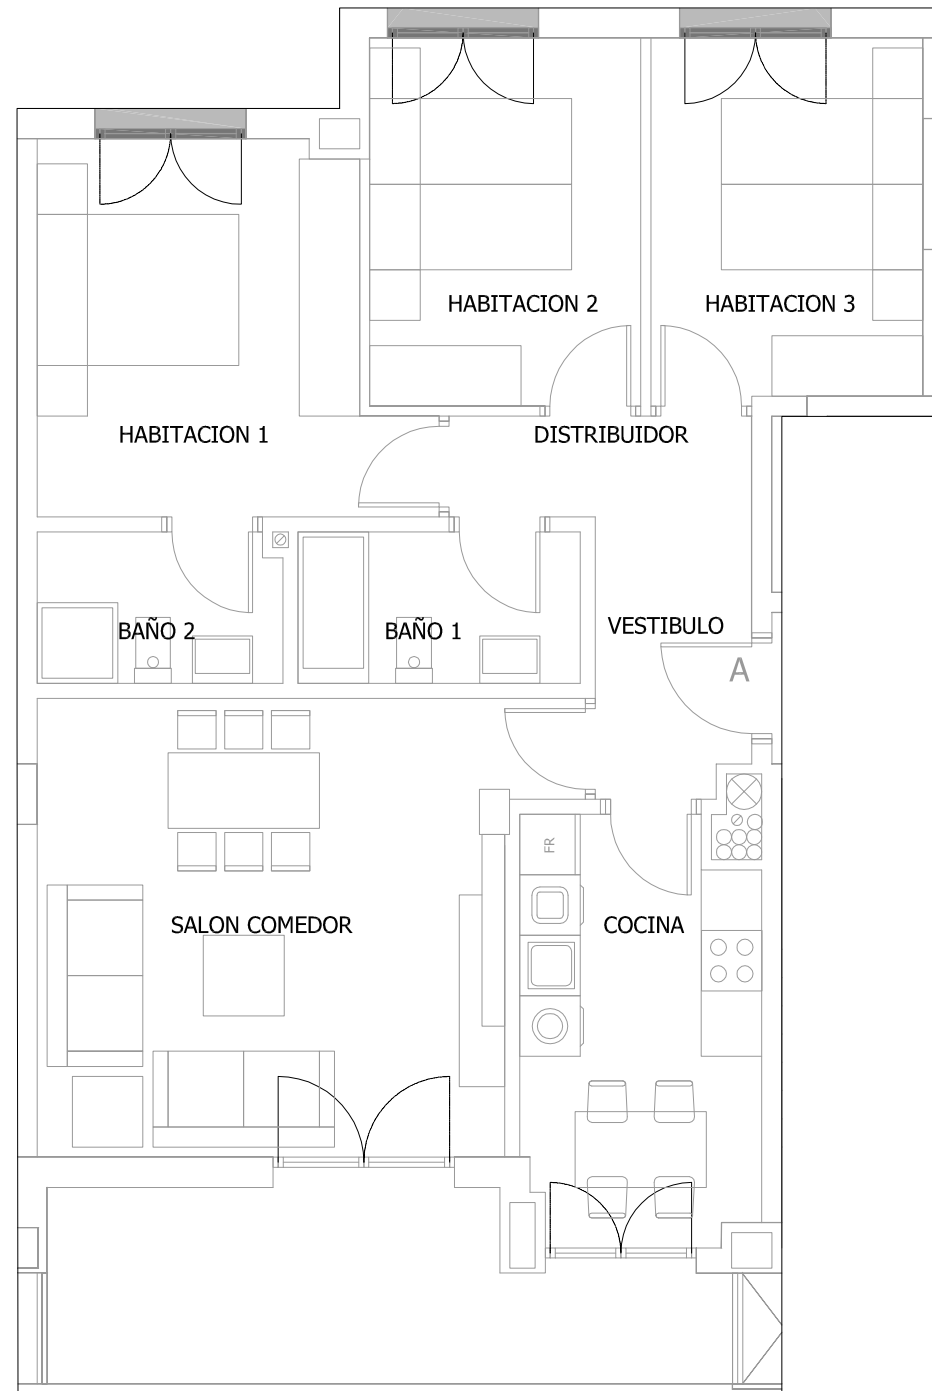 HABITACION 2
HABITACION 3
HABITACION 1
DISTRIBUIDOR
BAÑO 2
BAÑO 1
VESTIBULO
A
FR
SALON COMEDOR
COCINA